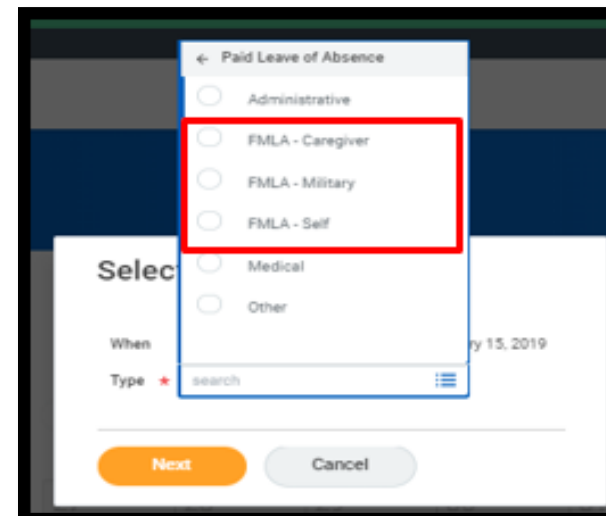 ← Paid Leave of Absence
Administrative
FMLA - Caregiver
FMLA - Military
FMLA - Self
Selec
Medical
Other
When ry 15, 2019
Type * search
Next Cancel